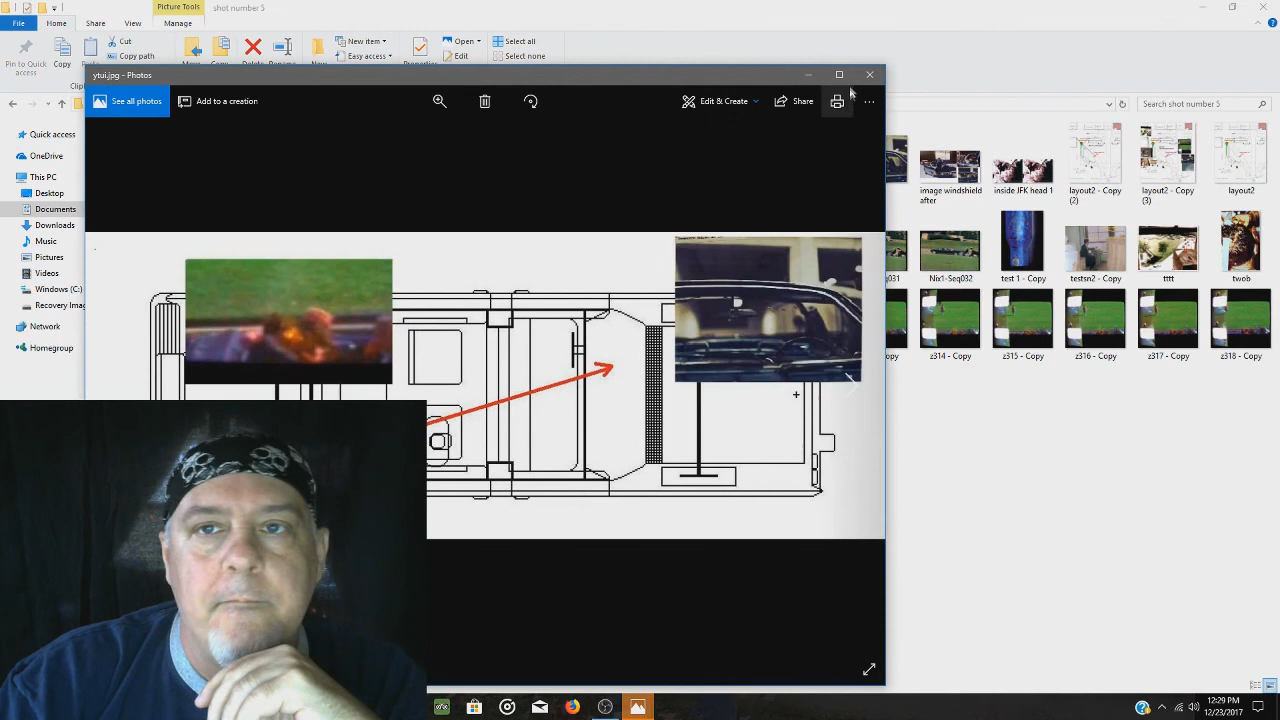 Picture Tools
shot number 5
File
Home
Share
View
Manage
Pin to Quick
access
Copy
Cut
Copy path
New item
Easy access
Open
Edit
Select all
Select none
ytui.jpg - Photos
See all photos
Add to a creation
Edit & Create
Share
Search shot number 5
Quick access
OneDrive
This PC
Desktop
Documents
Downloads
Music
Pictures
Videos
Windows (C:)
Recovery Imag
Network
Homegroup
image windshield
after
inside JFK head 1
layout2 - Copy
(2)
layout2 - Copy
(3)
layout2
Nix1-Seq032
test 1 - Copy
testsn2 - Copy
tttt
twob
z314 - Copy
z315 - Copy
z316 - Copy
z317 - Copy
z318 - Copy
12:29 PM
12/23/2017